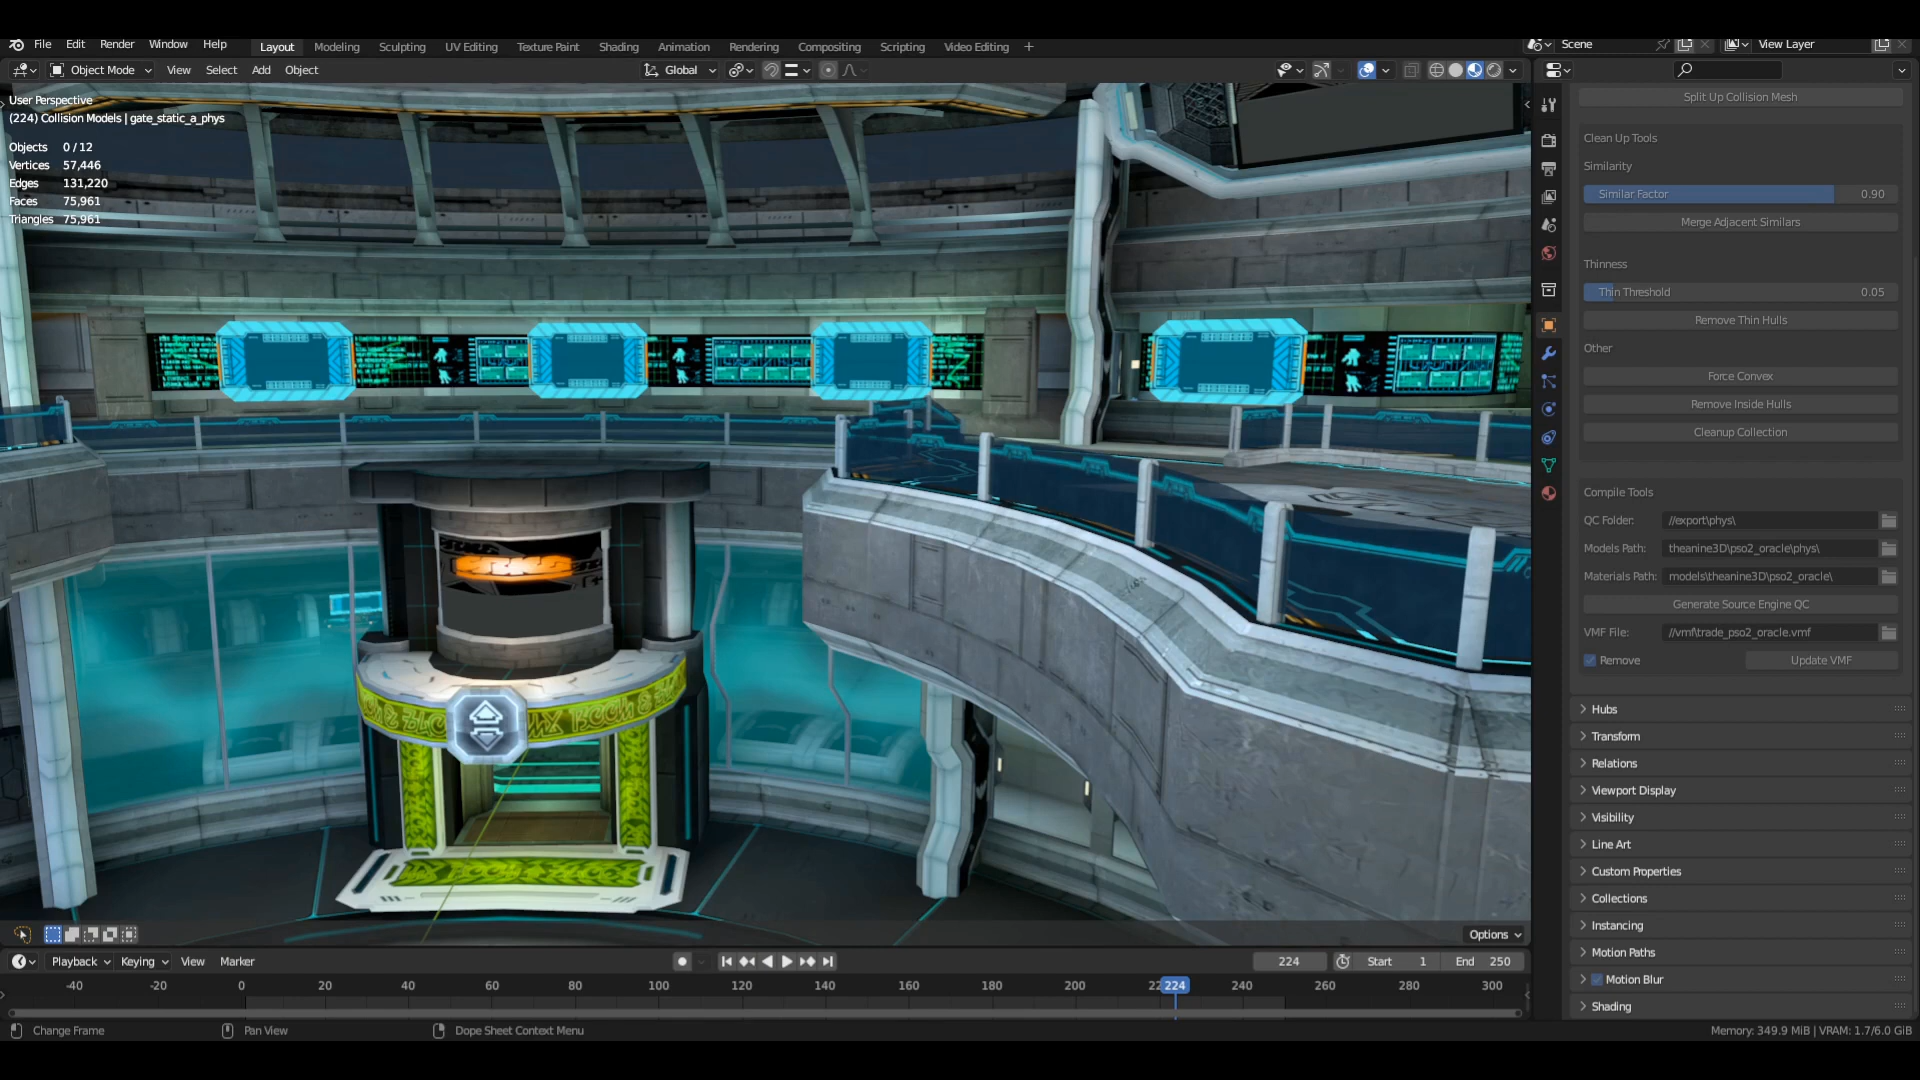 File Edit Render Window Help
Layout Modeling Sculpting UV Editing Texture Paint Shading Animation Rendering Compositing Scripting Video Editing +
Scene
View Layer
Object Mode View Select Add Object
Global
User Perspective
(224) Collision Models | gate_static_a_phys
Objects 0 / 12
Vertices 57,446
Edges 131,220
Faces 75,961
Triangles 75,961
Options
Split Up Collision Mesh
Clean Up Tools
Similarity
Similar Factor 0.90
Merge Adjacent Similars
Thinness
Thin Threshold 0.05
Remove Thin Hulls
Other
Force Convex
Remove Inside Hulls
Cleanup Collection
Compile Tools
QC Folder: //export\phys\
Models Path: theanine3D\pso2_oracle\phys\
Materials Path: models\theanine3D\pso2_oracle\
Generate Source Engine QC
VMF File: //vmf\trade_pso2_oracle.vmf
Remove Update VMF
Hubs
Transform
Relations
Viewport Display
Visibility
Line Art
Custom Properties
Collections
Instancing
Motion Paths
Motion Blur
Shading
Playback Keying View Marker
224 Start 1 End 250
-40 -20 0 20 40 60 80 100 120 140 160 180 200 224 240 260 280 300
Change Frame Pan View Dope Sheet Context Menu
Memory: 349.9 MiB | VRAM: 1.7/6.0 GiB